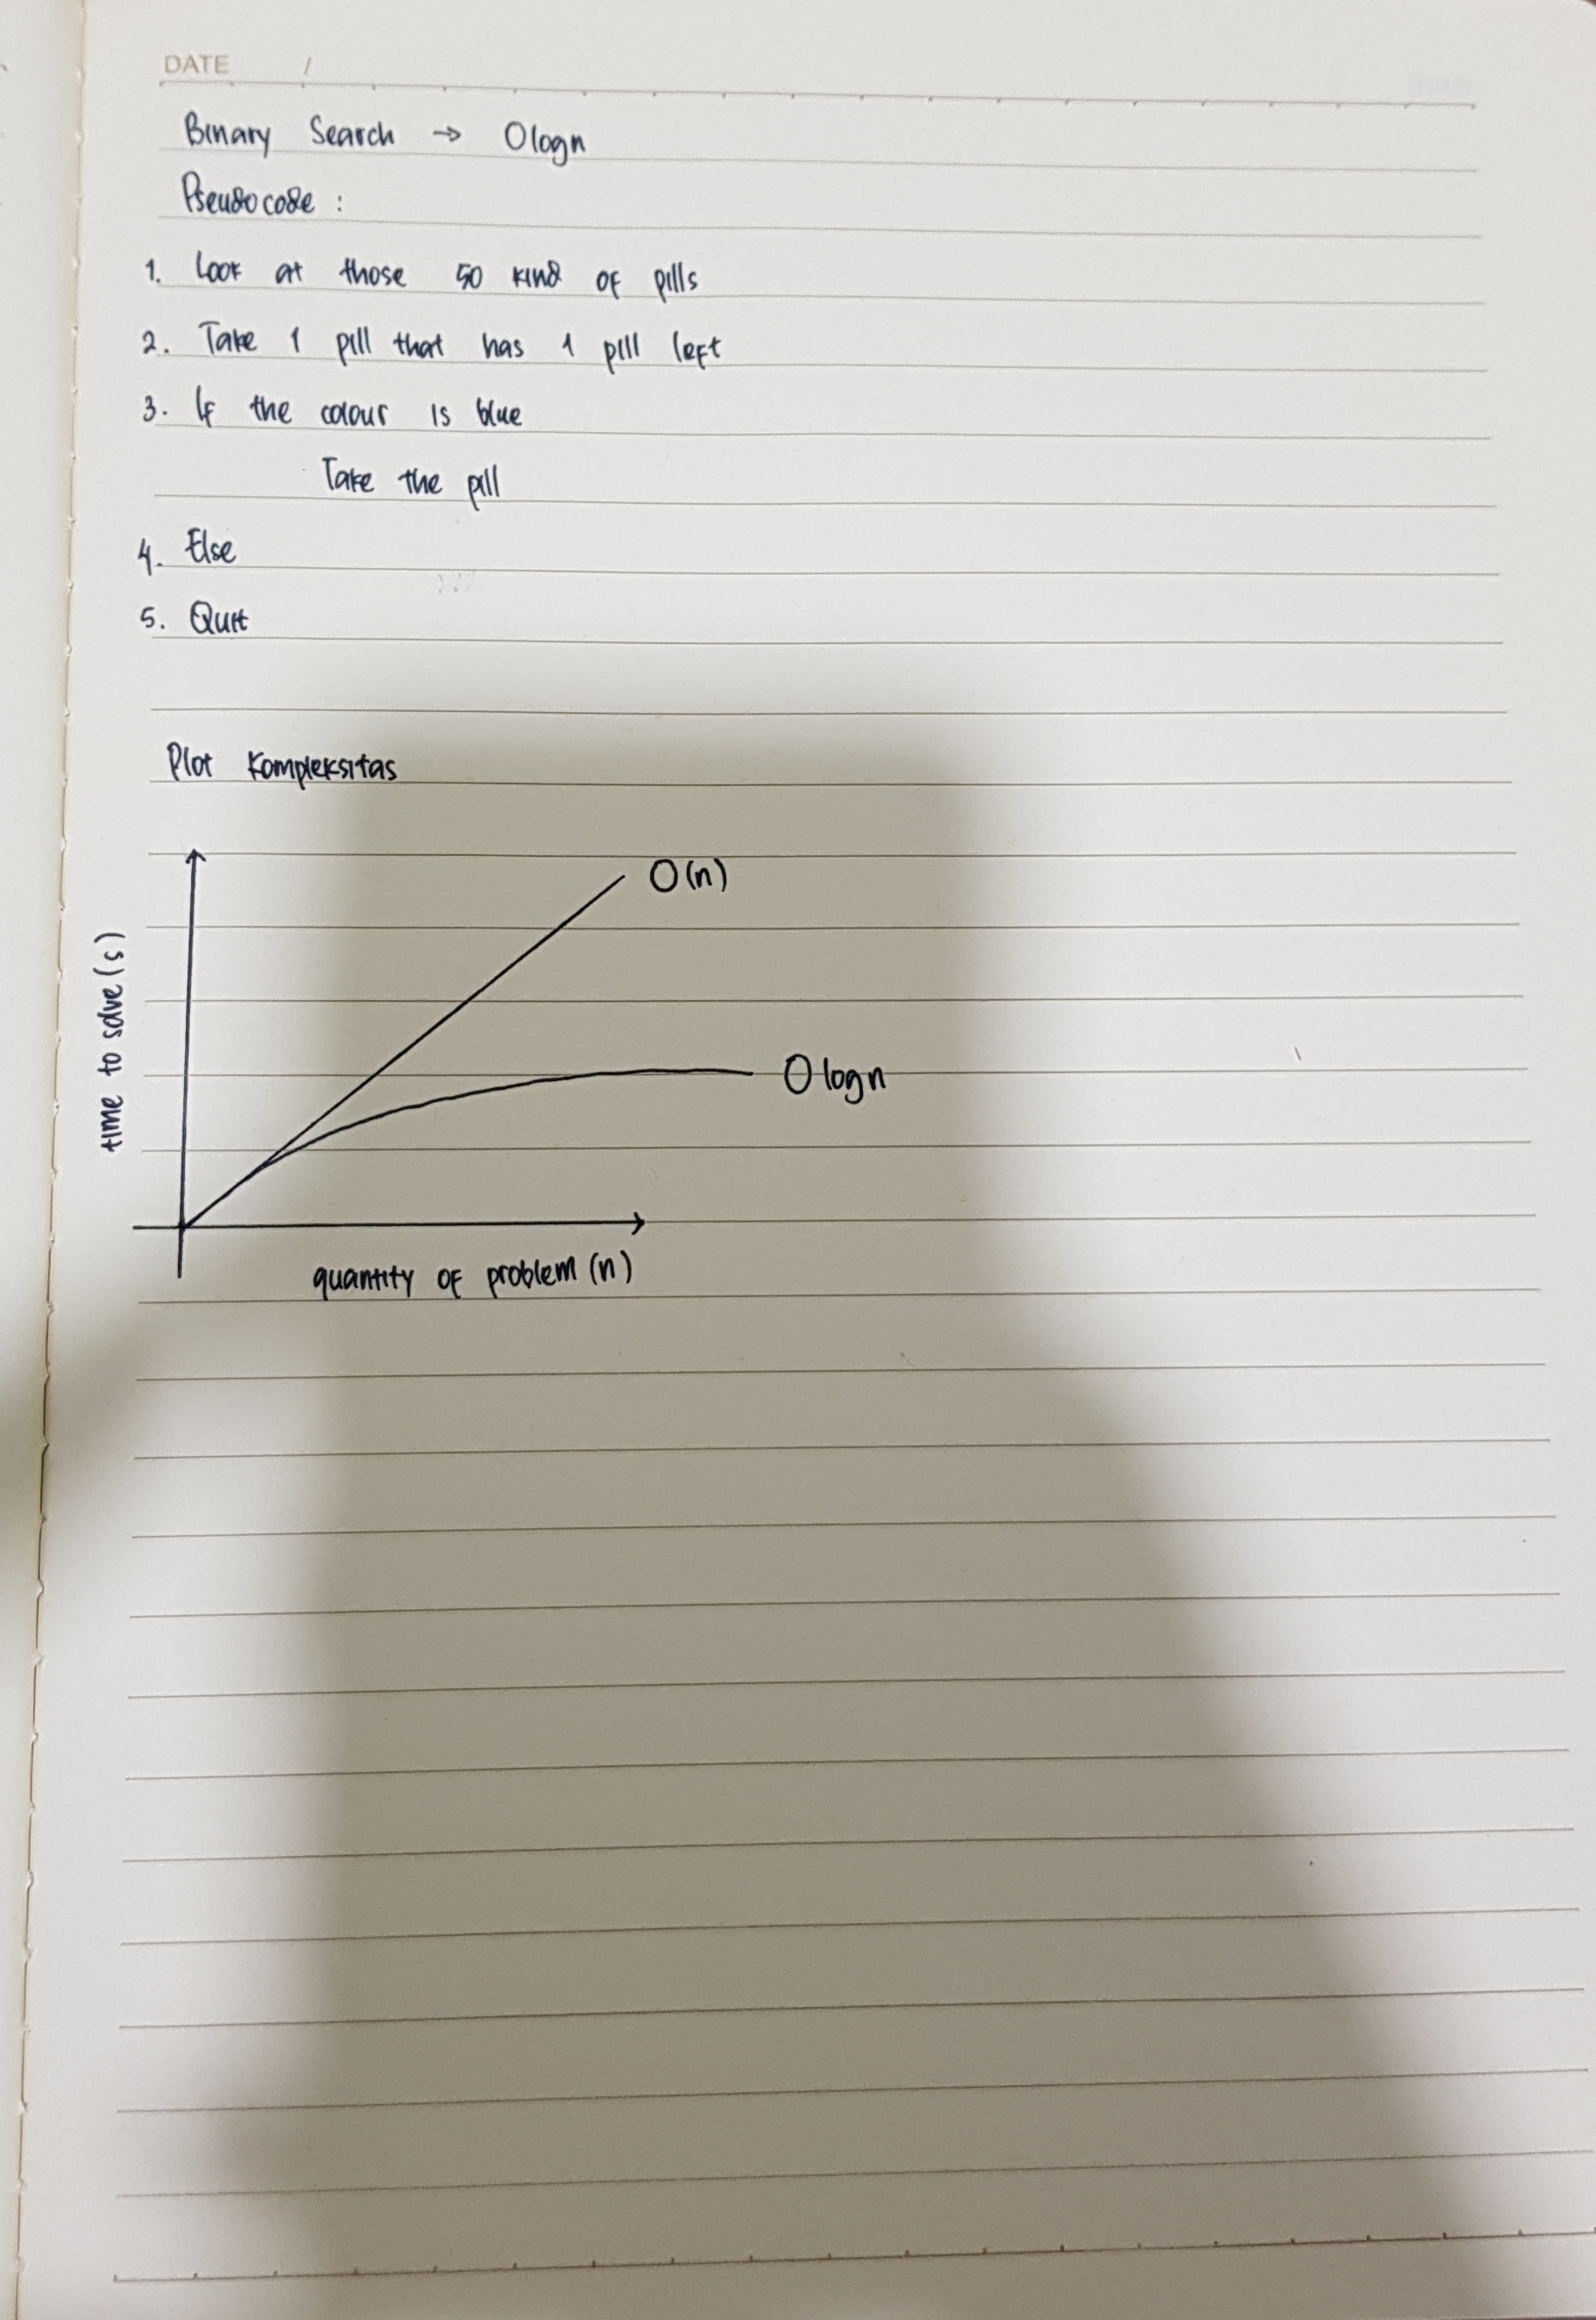 DATE /
Binary Search → Ologn
Pseudocode :
1. Look at those 50 kind of pills
2. Take 1 pill that has 1 pill left
3. If the colour is blue
Take the pill
4. Else
5. Quit
Plot Kompleksitas
O(n)
time to solve (s)
O logn
quantity of problem (n)